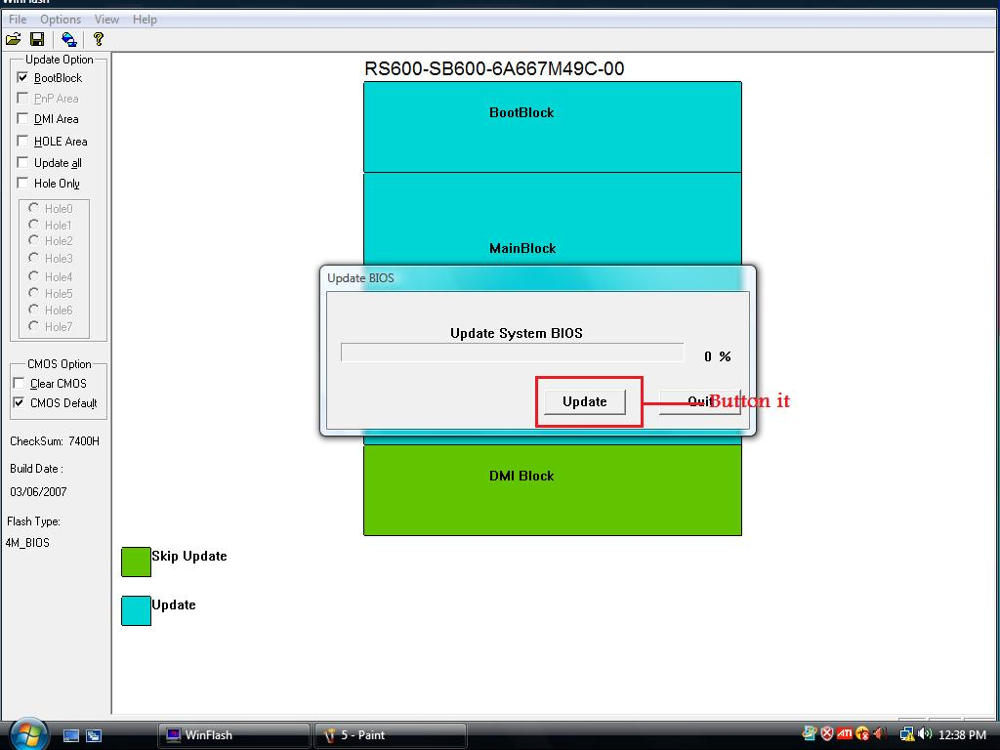 WinFlash
File Options View Help
Update Option
BootBlock
PnP Area
DMI Area
HOLE Area
Update all
Hole Only
Hole0
Hole1
Hole2
Hole3
Hole4
Hole5
Hole6
Hole7
CMOS Option
Clear CMOS
CMOS Default
CheckSum: 7400H
Build Date :
03/06/2007
Flash Type:
4M_BIOS
RS600-SB600-6A667M49C-00
BootBlock
MainBlock
Update BIOS
Update System BIOS
0 %
Update
Quit
Button it
DMI Block
Skip Update
Update
WinFlash
5 - Paint
ATI
12:38 PM